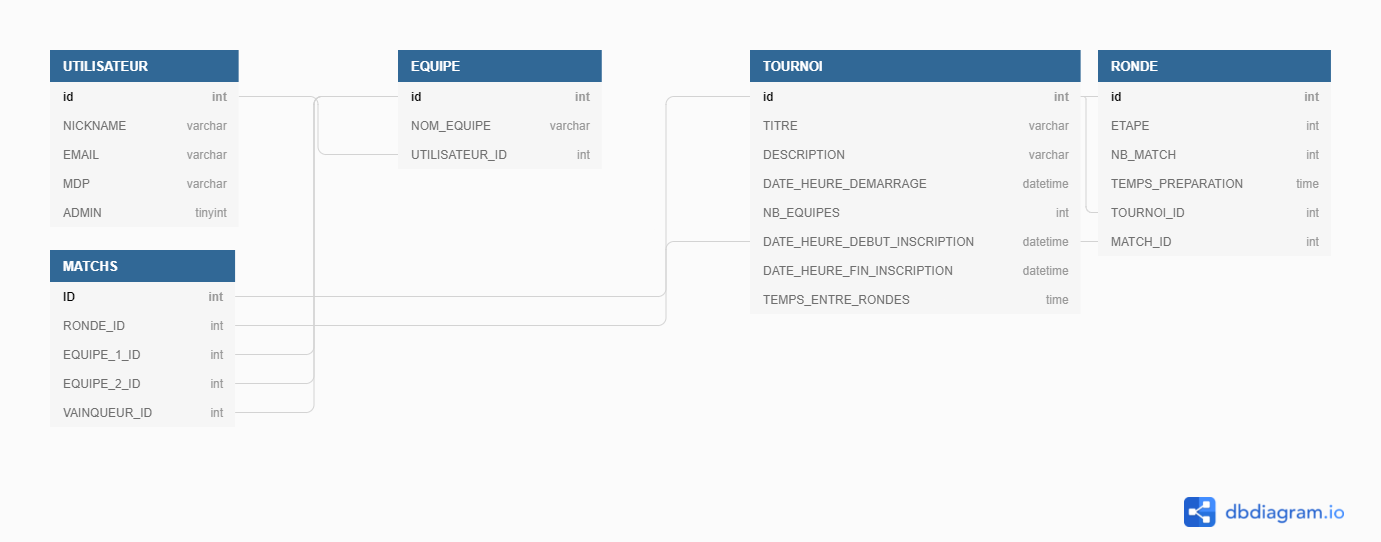 UTILISATEUR
id int
NICKNAME varchar
EMAIL varchar
MDP varchar
ADMIN tinyint
MATCHS
ID int
RONDE_ID int
EQUIPE_1_ID int
EQUIPE_2_ID int
VAINQUEUR_ID int
EQUIPE
id int
NOM_EQUIPE varchar
UTILISATEUR_ID int
TOURNOI
id int
TITRE varchar
DESCRIPTION varchar
DATE_HEURE_DEMARRAGE datetime
NB_EQUIPES int
DATE_HEURE_DEBUT_INSCRIPTION datetime
DATE_HEURE_FIN_INSCRIPTION datetime
TEMPS_ENTRE_RONDES time
RONDE
id int
ETAPE int
NB_MATCH int
TEMPS_PREPARATION time
TOURNOI_ID int
MATCH_ID int
dbdiagram.io